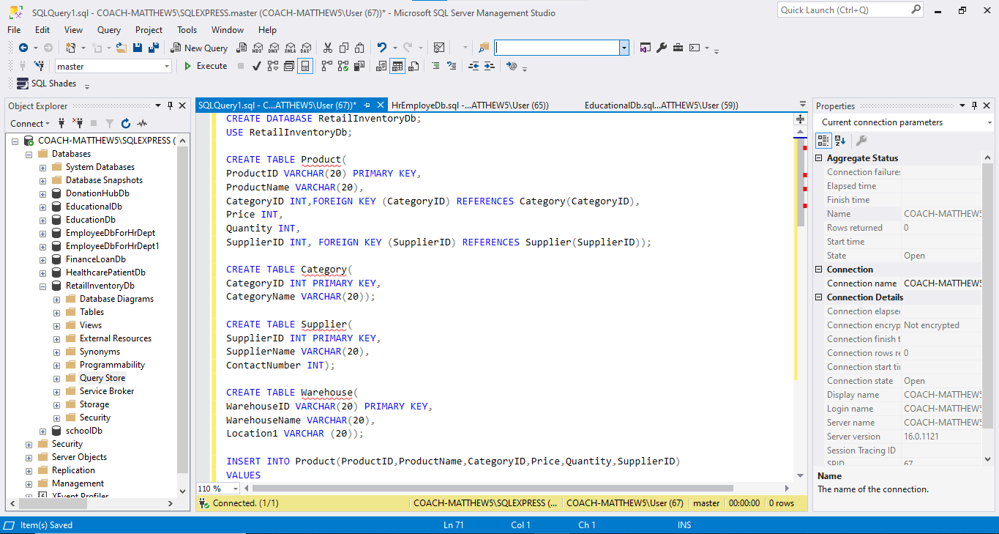 SQLQuery1.sql - COACH-MATTHEW5\SQLEXPRESS.master (COACH-MATTHEW5\User (67))* - Microsoft SQL Server Management Studio
Quick Launch (Ctrl+Q)
File Edit View Query Project Tools Window Help
New Query MDX DMX XMLA DAX
master Execute
SQL Shades
Object Explorer
Connect
COACH-MATTHEW5\SQLEXPRESS (
Databases
System Databases
Database Snapshots
DonationHubDb
EducationalDb
EducationDb
EmployeeDbForHrDept
EmployeeDbForHrDept1
FinanceLoanDb
HealthcarePatientDb
RetailInventoryDb
Database Diagrams
Tables
Views
External Resources
Synonyms
Programmability
Query Store
Service Broker
Storage
Security
schoolDb
Security
Server Objects
Replication
Management
XEvent Profiler
SQLQuery1.sql - C...ATTHEW5\User (67))* HrEmployeDb.sql -...ATTHEW5\User (65)) EducationalDb.sql...ATTHEW5\User (59))
CREATE DATABASE RetailInventoryDb;
USE RetailInventoryDb;
CREATE TABLE Product(
ProductID VARCHAR(20) PRIMARY KEY,
ProductName VARCHAR(20),
CategoryID INT,FOREIGN KEY (CategoryID) REFERENCES Category(CategoryID),
Price INT,
Quantity INT,
SupplierID INT, FOREIGN KEY (SupplierID) REFERENCES Supplier(SupplierID));
CREATE TABLE Category(
CategoryID INT PRIMARY KEY,
CategoryName VARCHAR(20));
CREATE TABLE Supplier(
SupplierID INT PRIMARY KEY,
SupplierName VARCHAR(20),
ContactNumber INT);
CREATE TABLE Warehouse(
WarehouseID VARCHAR(20) PRIMARY KEY,
WarehouseName VARCHAR(20),
Location1 VARCHAR (20));
INSERT INTO Product(ProductID,ProductName,CategoryID,Price,Quantity,SupplierID)
VALUES
110 %
Connected. (1/1) COACH-MATTHEW5\SQLEXPRESS (... COACH-MATTHEW5\User (67) master 00:00:00 0 rows
Properties
Current connection parameters
Aggregate Status
Connection failures
Elapsed time
Finish time
Name COACH-MATTHEW5
Rows returned 0
Start time
State Open
Connection
Connection name COACH-MATTHEW5
Connection Details
Connection elapse
Connection encryp Not encrypted
Connection finish t
Connection rows re 0
Connection start ti
Connection state Open
Display name COACH-MATTHEW5
Login name COACH-MATTHEW5
Server name COACH-MATTHEW5
Server version 16.0.1121
Session Tracing ID
SPID 67
Name
The name of the connection.
Item(s) Saved Ln 71 Col 1 Ch 1 INS